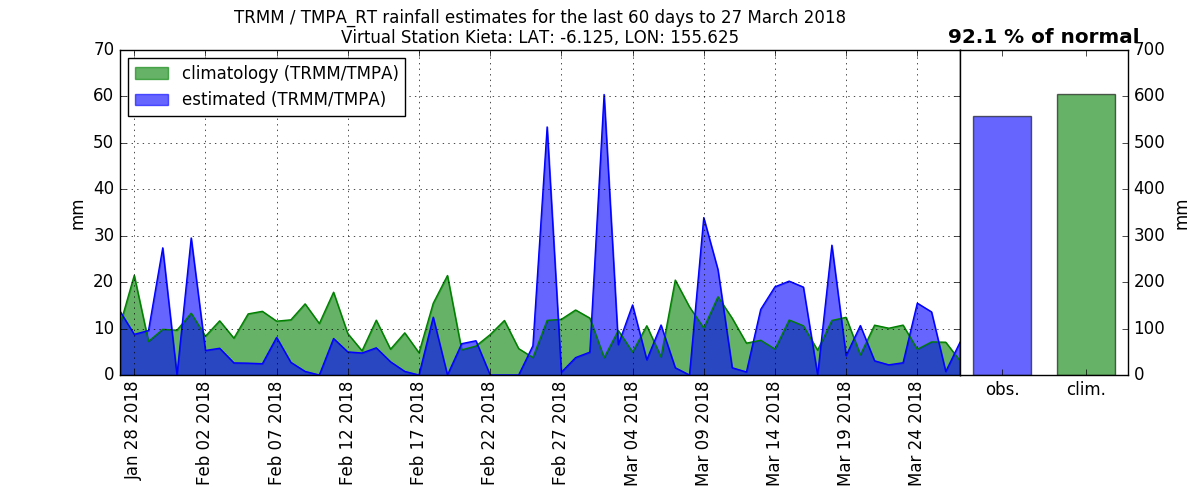 TRMM / TMPA_RT rainfall estimates for the last 60 days to 27 March 2018
Virtual Station Kieta: LAT: -6.125, LON: 155.625
92.1 % of normal
climatology (TRMM/TMPA)
estimated (TRMM/TMPA)
70
60
50
40
30
20
10
0
mm
Jan 28 2018
Feb 02 2018
Feb 07 2018
Feb 12 2018
Feb 17 2018
Feb 22 2018
Feb 27 2018
Mar 04 2018
Mar 09 2018
Mar 14 2018
Mar 19 2018
Mar 24 2018
obs.
clim.
700
600
500
400
300
200
100
0
mm